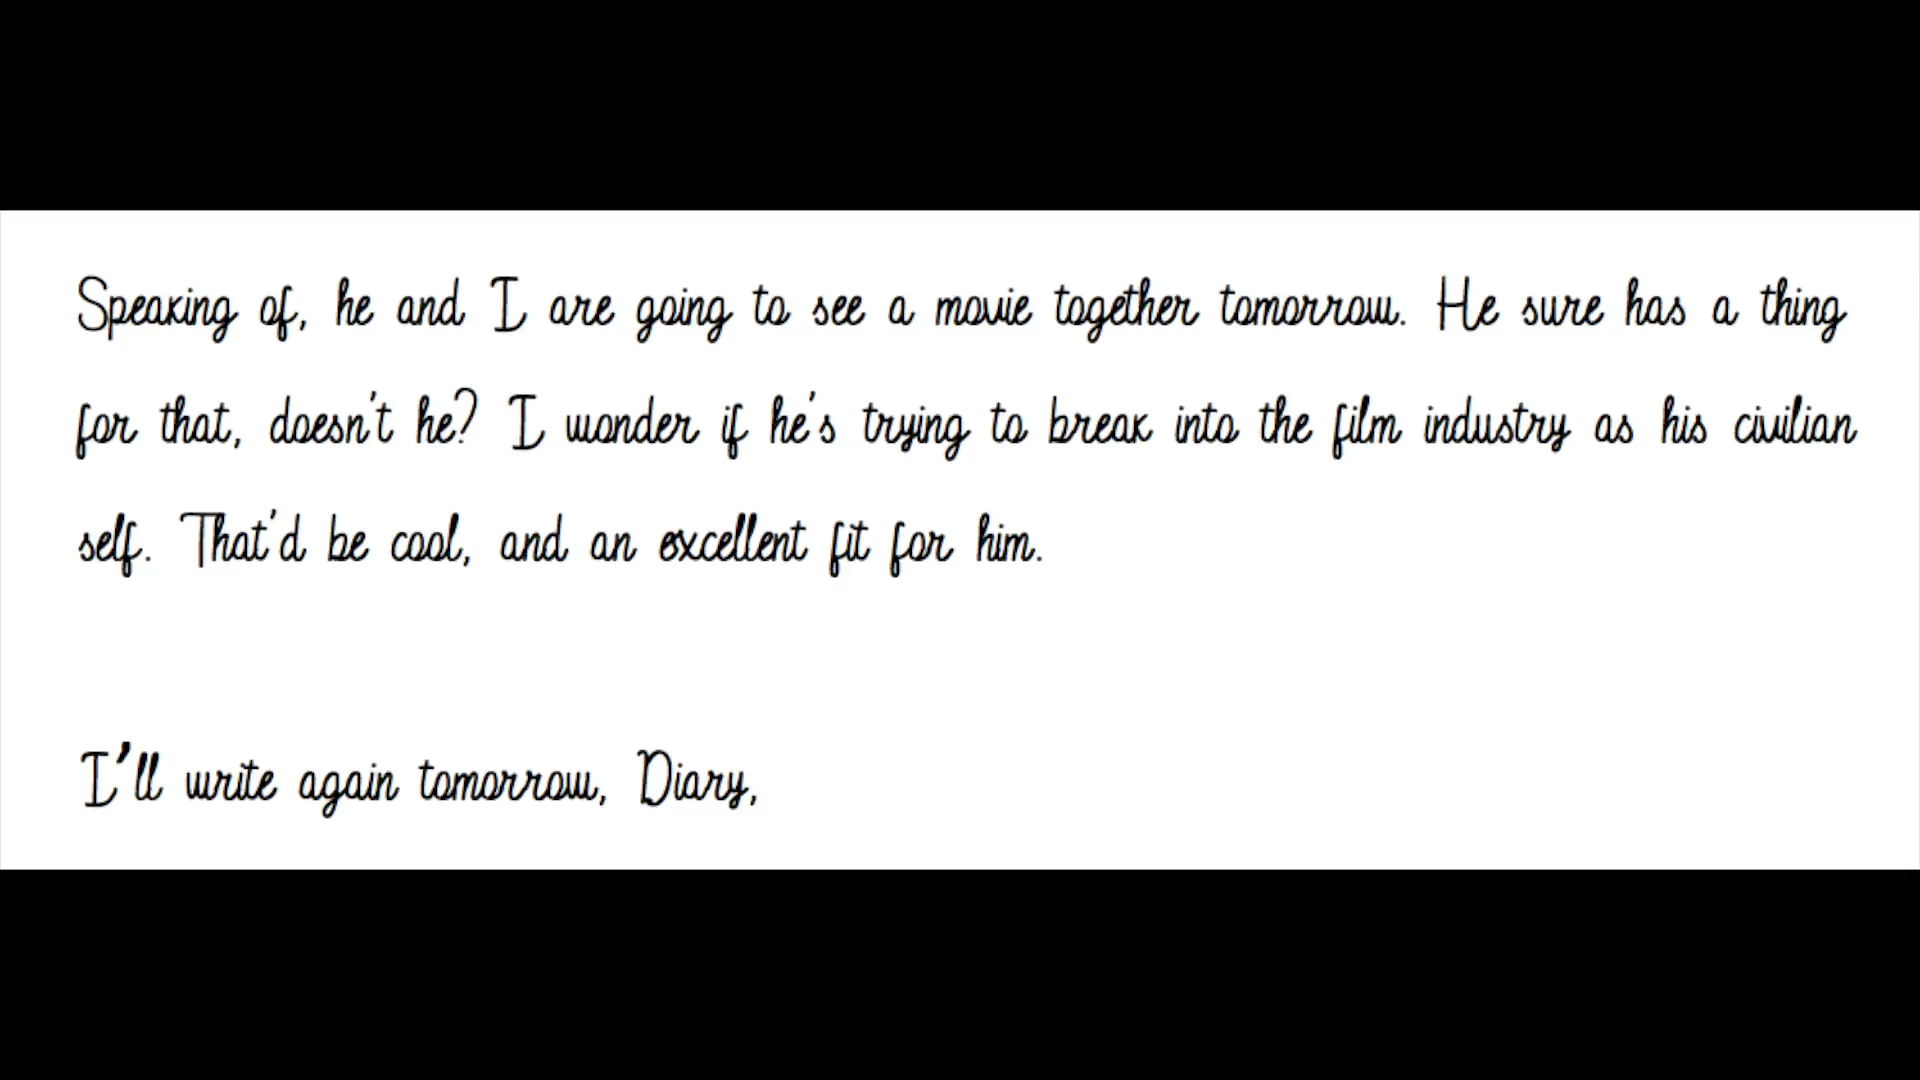 Speaking of, he and I are going to see a movie together tomorrow. He sure has a thing
for that, doesn't he? I wonder if he's trying to break into the film industry as his civilian
self. That'd be cool, and an excellent fit for him.
I'll write again tomorrow, Diary,